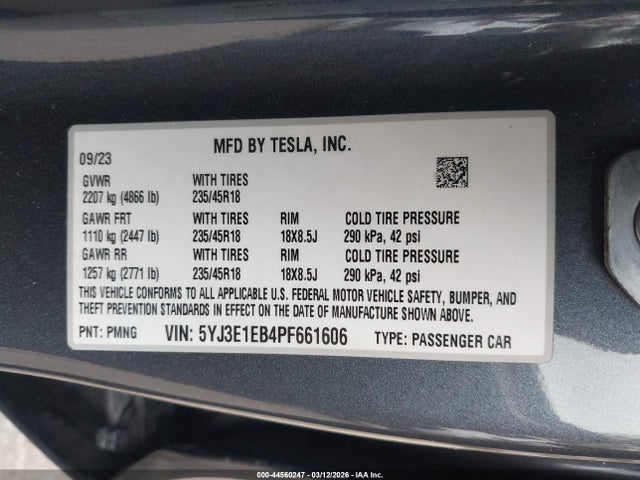 MFD BY TESLA, INC.
09/23
GVWR WITH TIRES
2207 kg (4866 lb) 235/45R18
GAWR FRT WITH TIRES RIM COLD TIRE PRESSURE
1110 kg (2447 lb) 235/45R18 18X8.5J 290 kPa, 42 psi
GAWR RR WITH TIRES RIM COLD TIRE PRESSURE
1257 kg (2771 lb) 235/45R18 18X8.5J 290 kPa, 42 psi
THIS VEHICLE CONFORMS TO ALL APPLICABLE U.S. FEDERAL MOTOR VEHICLE SAFETY, BUMPER, AND
THEFT PREVENTION STANDARDS IN EFFECT ON THE DATE OF MANUFACTURE SHOWN ABOVE.
PNT: PMNG VIN: 5YJ3E1EB4PF661606 TYPE: PASSENGER CAR
000-44560247 - 03/12/2026 - IAA Inc.